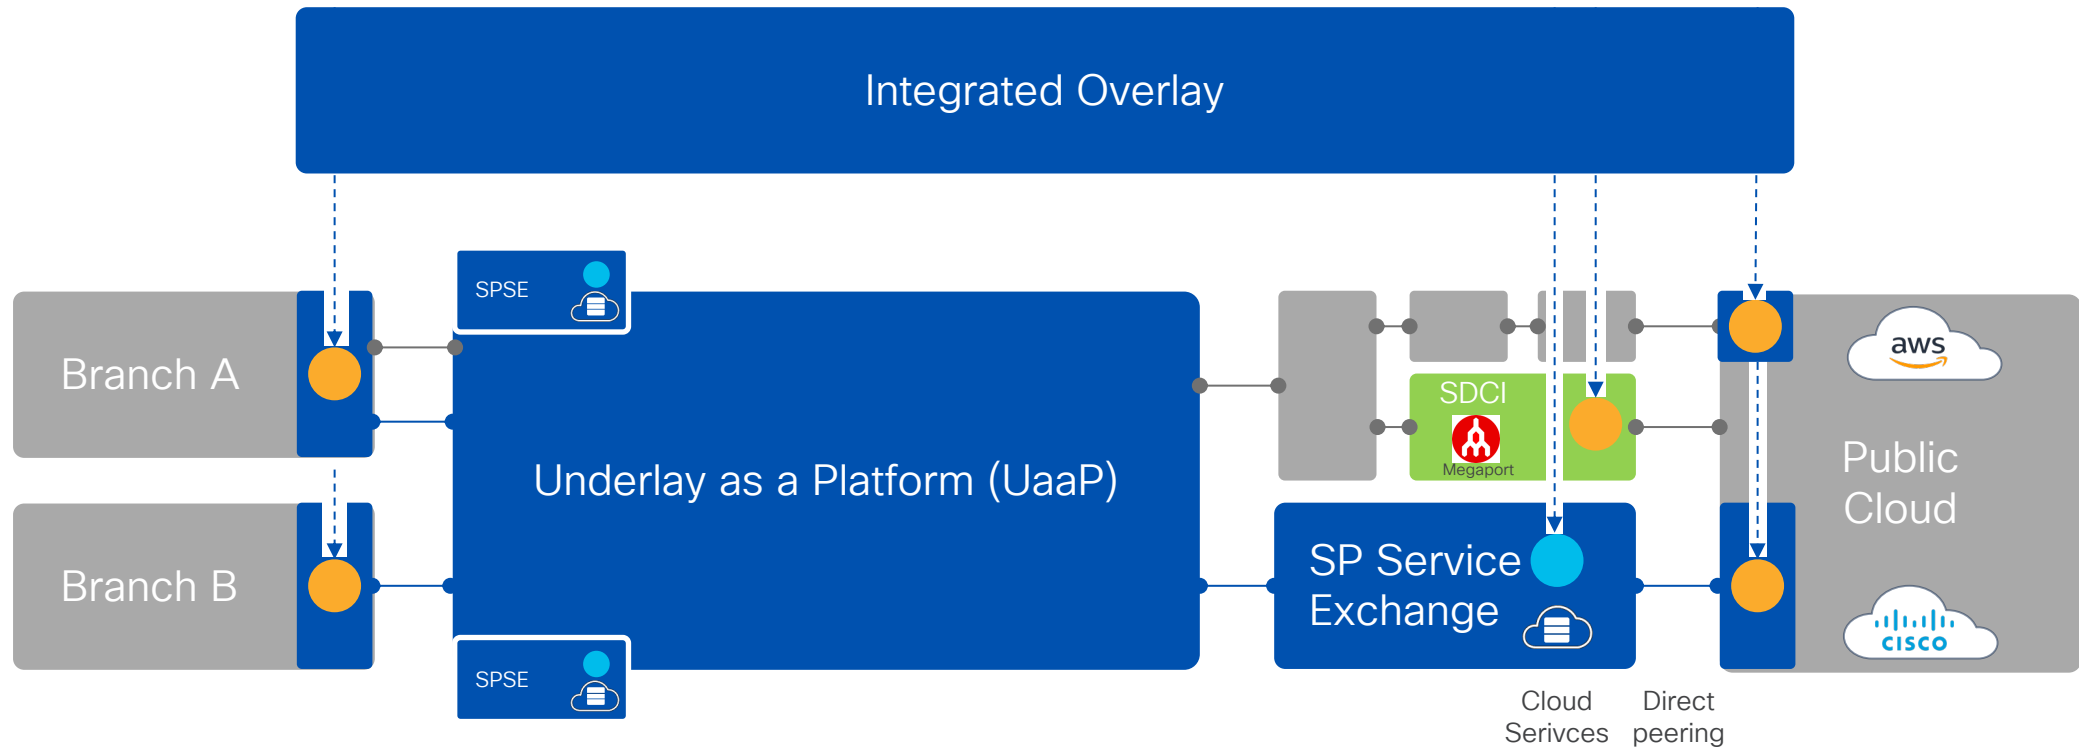 Integrated Overlay
SPSE
Branch A
SDCI
Megaport
aws
Underlay as a Platform (UaaP)
Public
Cloud
Branch B
SP Service
Exchange
CISCO
SPSE
Cloud
Serivces
Direct
peering